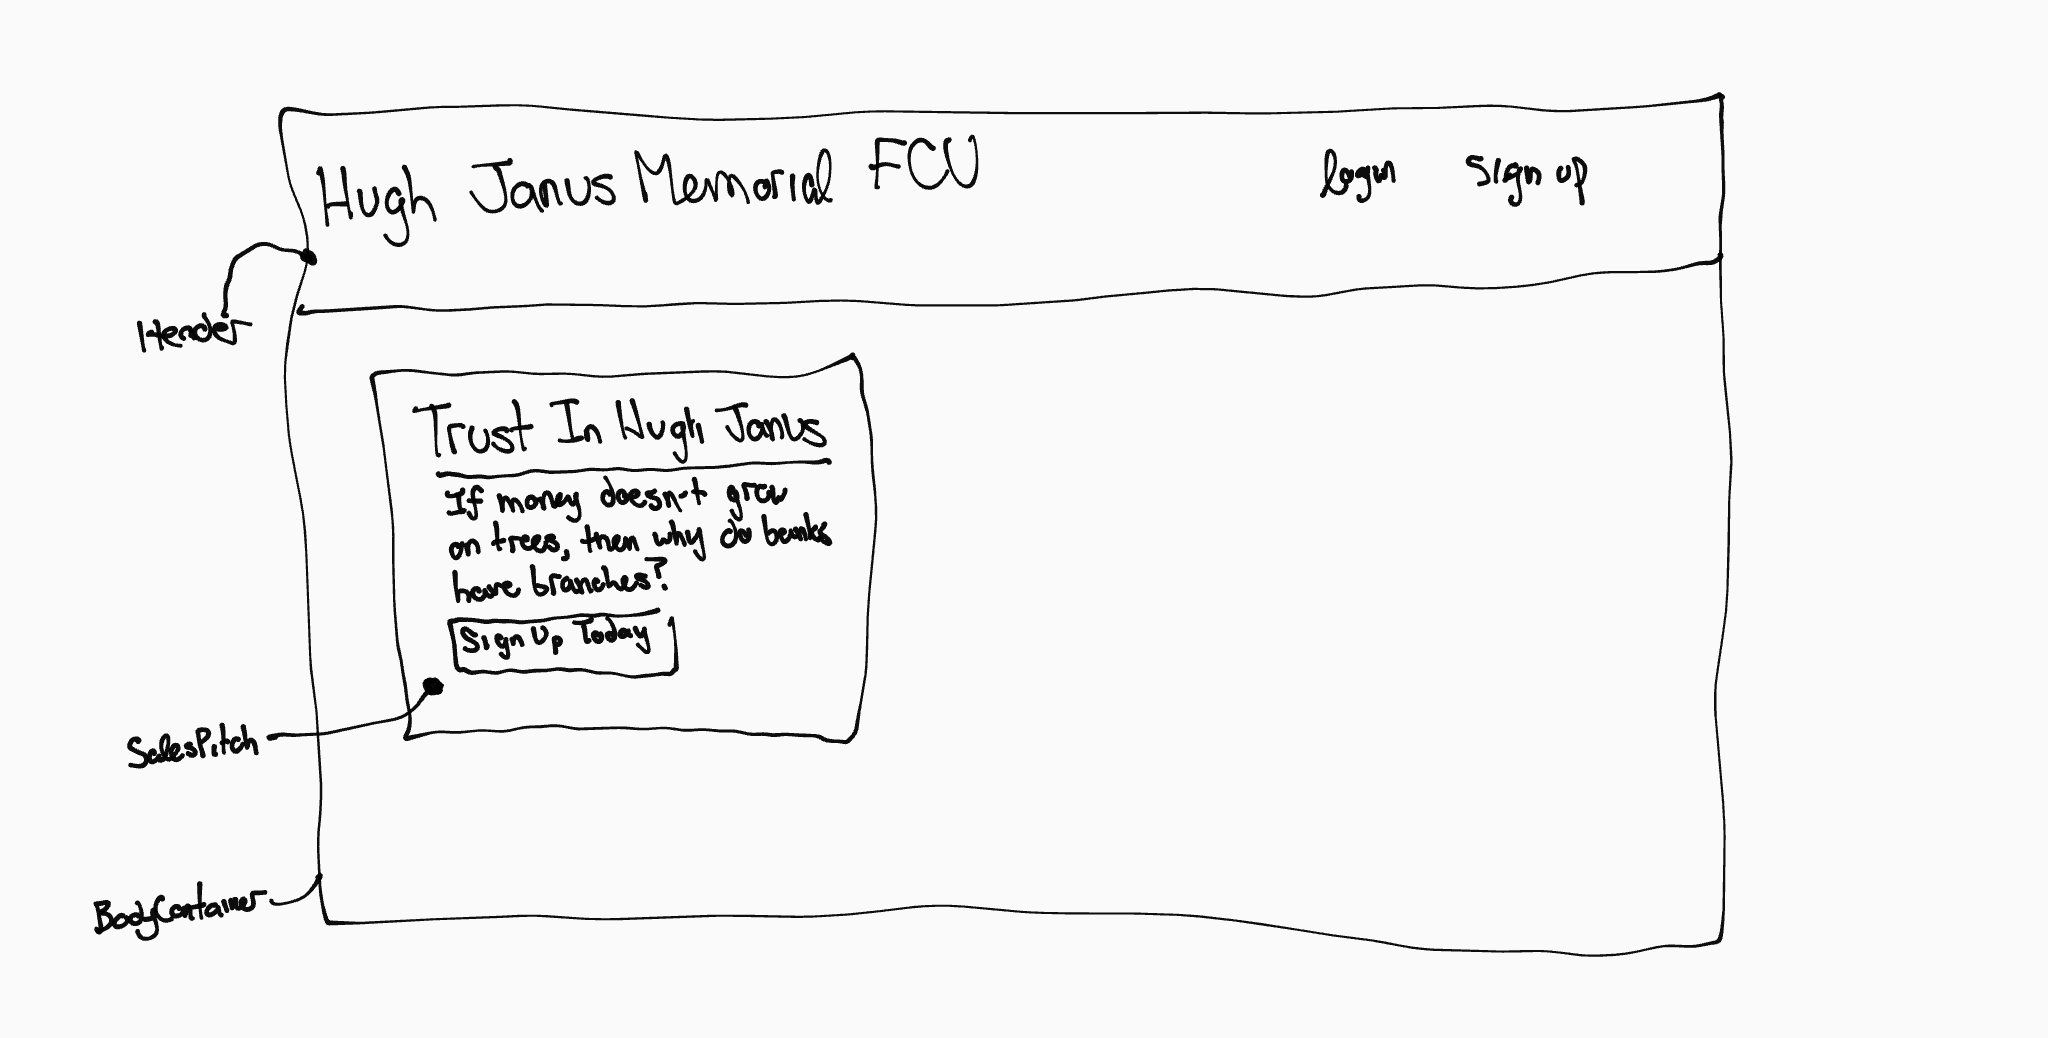 Hugh Janus Memorial FCU
login
Sign up
Header
Trust In Hugh Janus
If money doesn't grow
on trees, then why do banks
have branches?
Sign Up Today
SalesPitch
BodyContainer